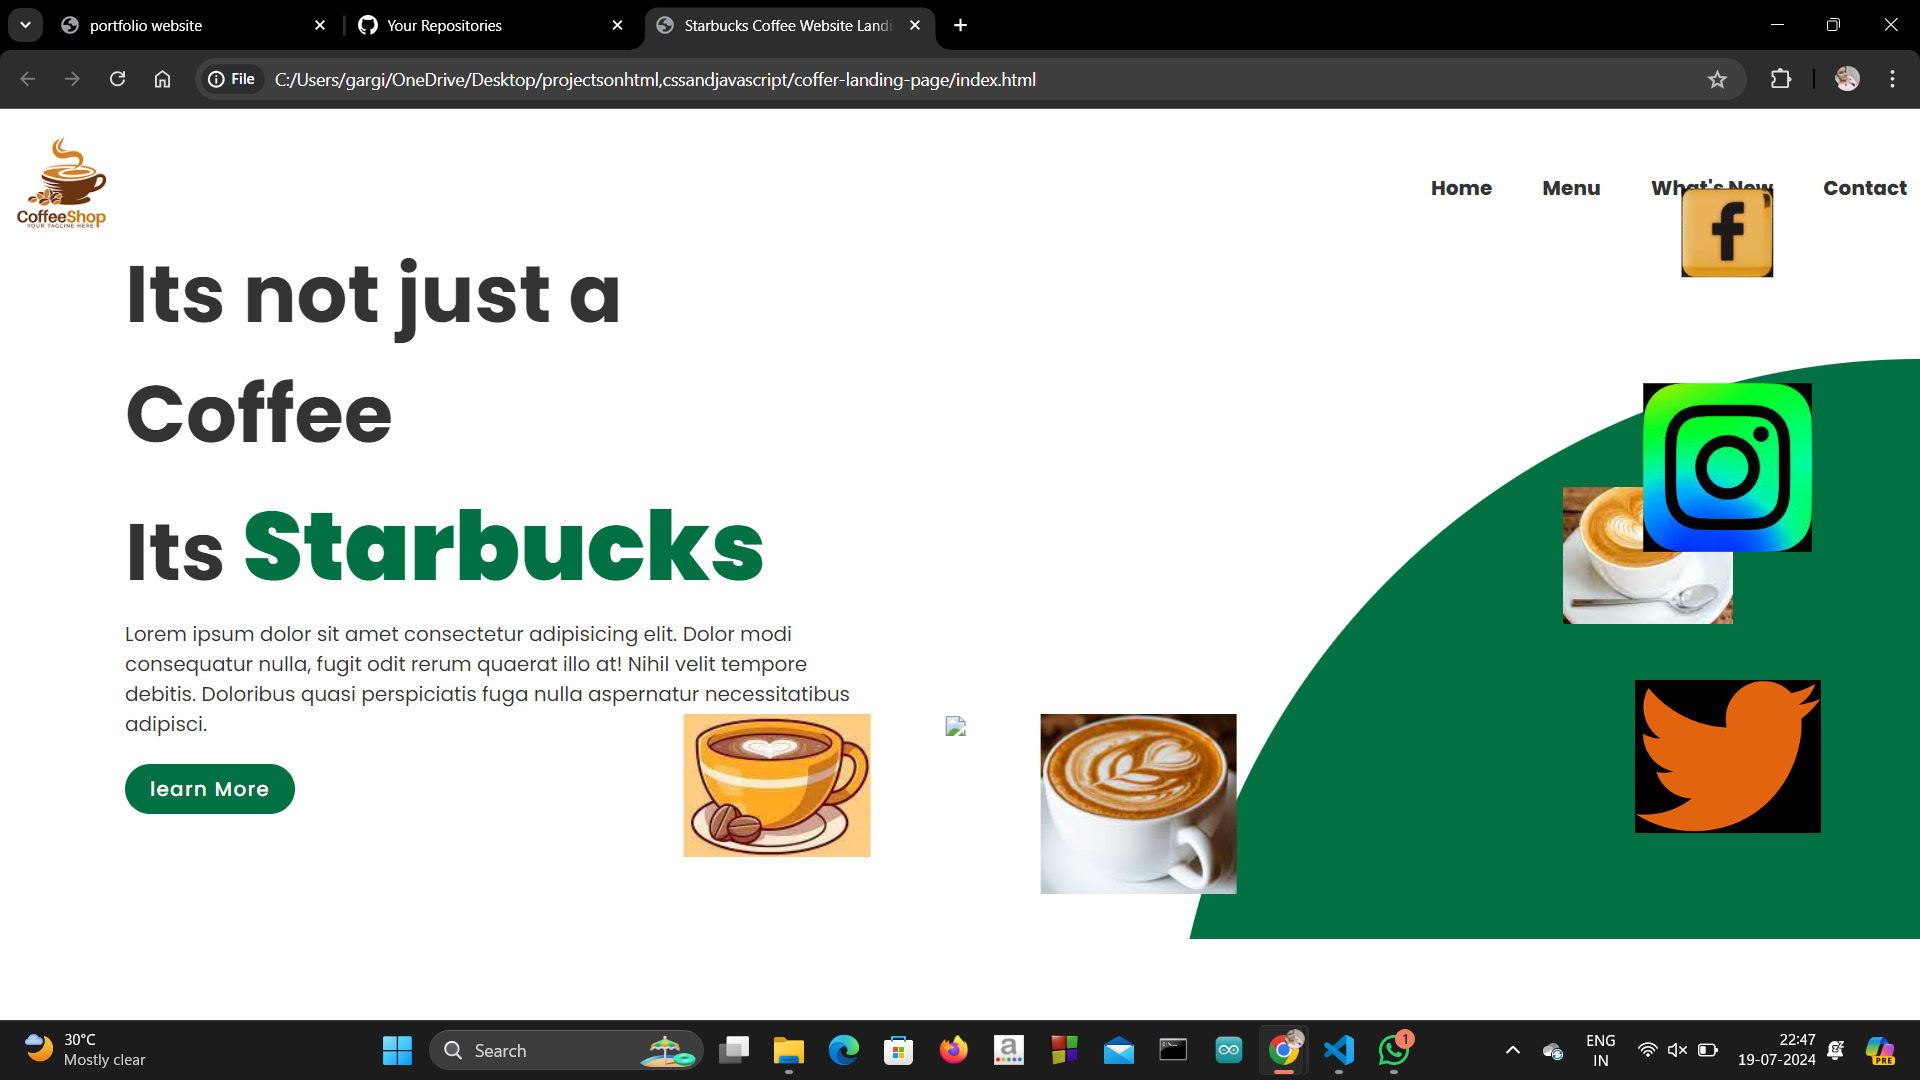 portfolio website
Your Repositories
Starbucks Coffee Website Landi
File
C:/Users/gargi/OneDrive/Desktop/projectsonhtml,cssandjavascript/coffer-landing-page/index.html
CoffeeShop
YOUR TAGLINE HERE
Home
Menu
What's New
Contact
f
Its not just a
Coffee
Its Starbucks
Lorem ipsum dolor sit amet consectetur adipisicing elit. Dolor modi
consequatur nulla, fugit odit rerum quaerat illo at! Nihil velit tempore
debitis. Doloribus quasi perspiciatis fuga nulla aspernatur necessitatibus
adipisci.
learn More
30°C
Mostly clear
Search
a
1
ENG
IN
22:47
19-07-2024
PRE